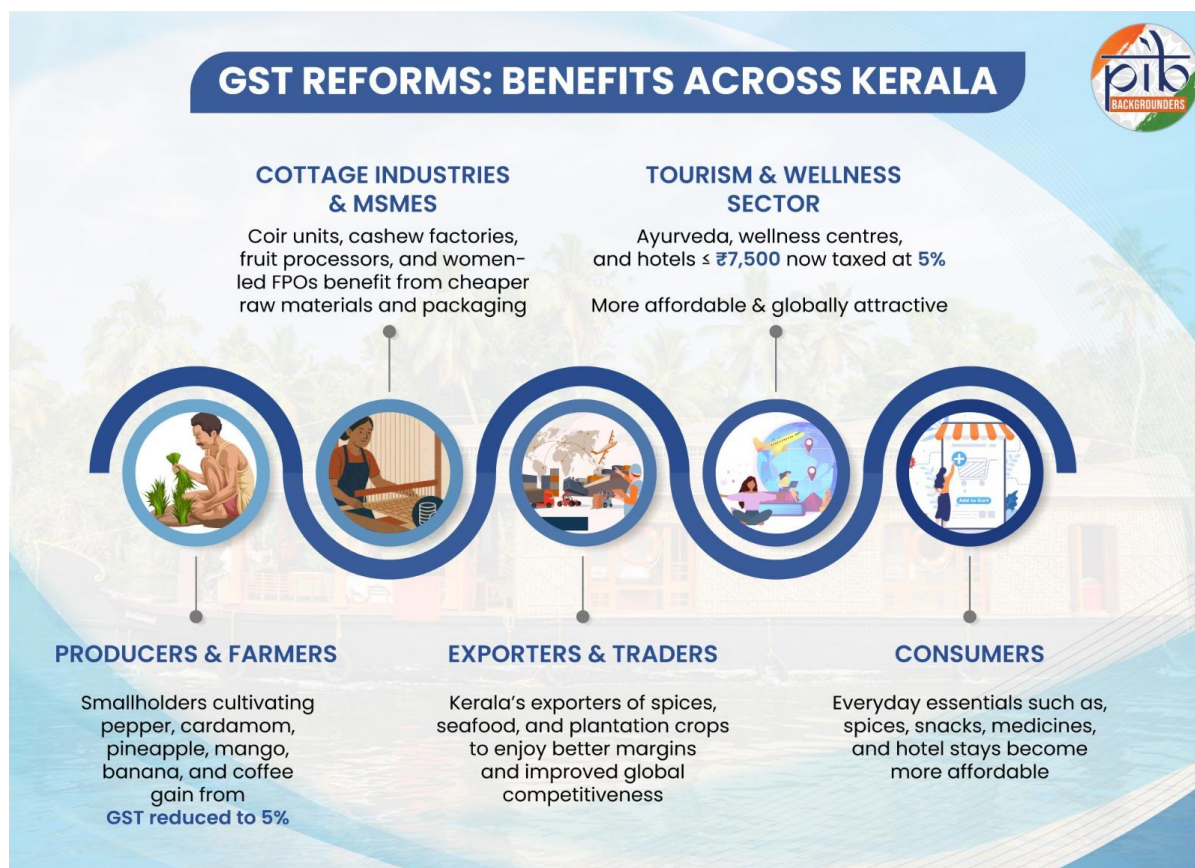 GST REFORMS: BENEFITS ACROSS KERALA
pib
BACKGROUNDERS
COTTAGE INDUSTRIES
& MSMES
Coir units, cashew factories,
fruit processors, and women-
led FPOs benefit from cheaper
raw materials and packaging
TOURISM & WELLNESS
SECTOR
Ayurveda, wellness centres,
and hotels ≤ ₹7,500 now taxed at 5%
More affordable & globally attractive
Add to Cart
PRODUCERS & FARMERS
Smallholders cultivating
pepper, cardamom,
pineapple, mango,
banana, and coffee
gain from
GST reduced to 5%
EXPORTERS & TRADERS
Kerala's exporters of spices,
seafood, and plantation crops
to enjoy better margins
and improved global
competitiveness
CONSUMERS
Everyday essentials such as,
spices, snacks, medicines,
and hotel stays become
more affordable